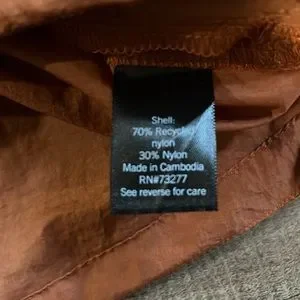 Shell:
70% Recycled
nylon
30% Nylon
Made in Cambodia
RN#73277
See reverse for care